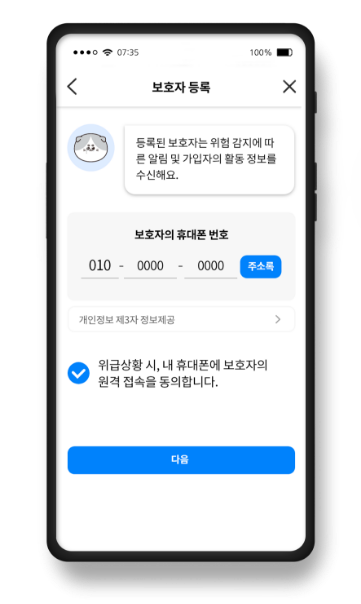 07:35 100%
보호자 등록
등록된 보호자는 위험 감지에 따
른 알림 및 가입자의 활동 정보를
수신해요.
보호자의 휴대폰 번호
010 - 0000 - 0000 주소록
개인정보 제3자 정보제공
위급상황 시, 내 휴대폰에 보호자의
원격 접속을 동의합니다.
다음